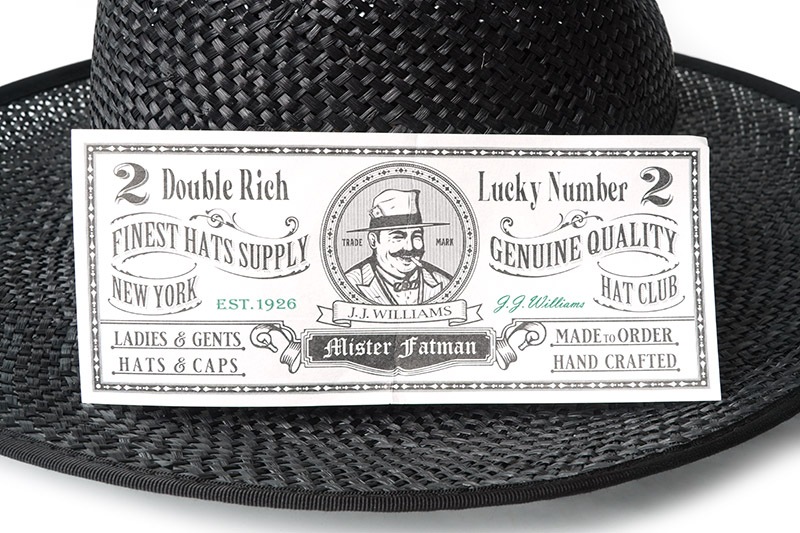 2 Double Rich
Lucky Number 2
FINEST HATS SUPPLY
GENUINE QUALITY
TRADE MARK
NEW YORK
EST.1926
J.J. Williams
HAT CLUB
J.J.WILLIAMS
LADIES & GENTS
HATS & CAPS
Mister Fatman
MADE TO ORDER
HAND CRAFTED